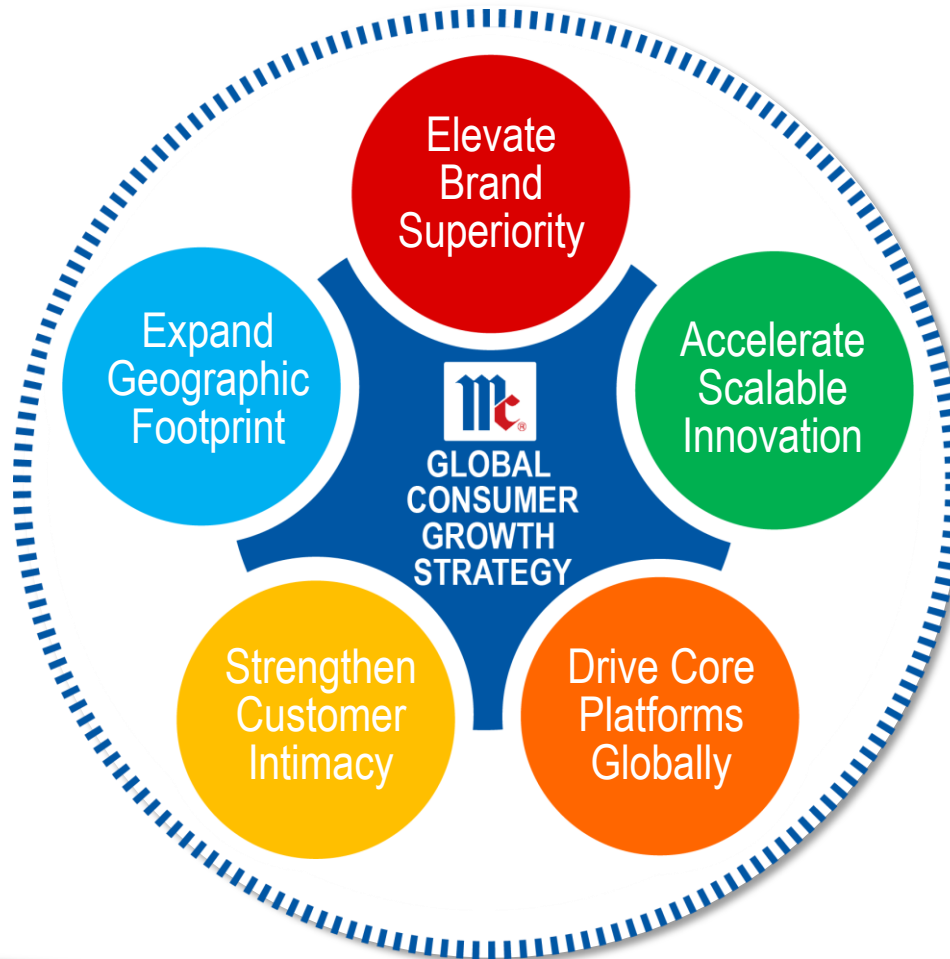 Elevate
Brand
Superiority
Expand
Geographic
Footprint
Accelerate
Scalable
Innovation
Mc®
GLOBAL
CONSUMER
GROWTH
STRATEGY
Strengthen
Customer
Intimacy
Drive Core
Platforms
Globally